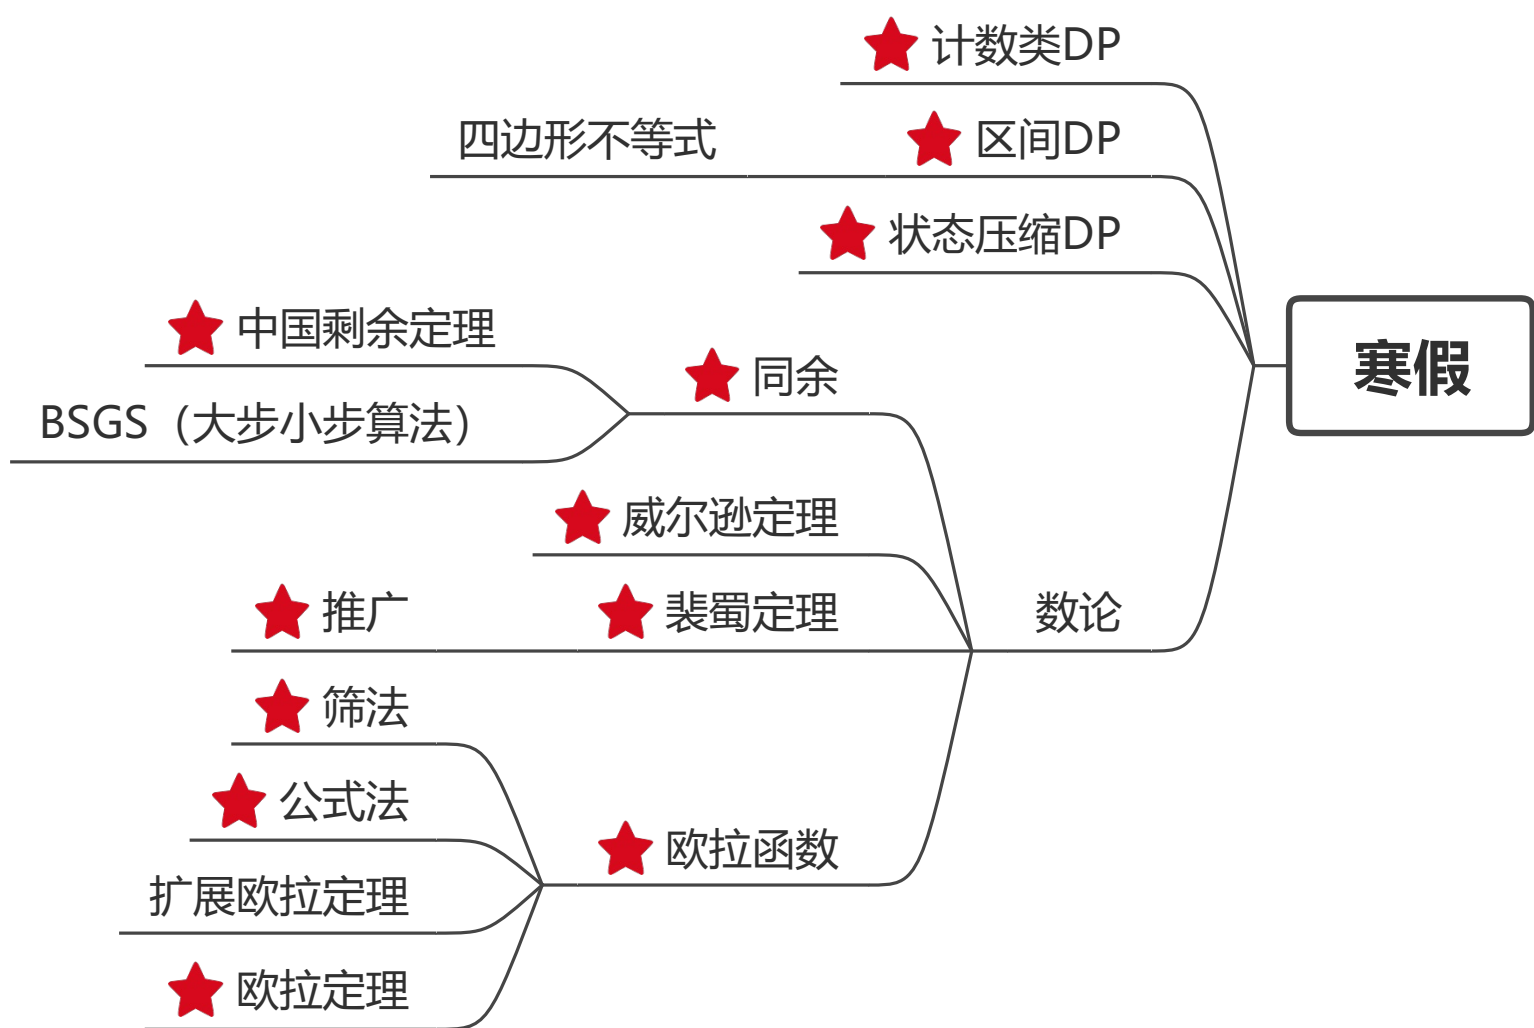 计数类DP
四边形不等式 区间DP
状态压缩DP
寒假
中国剩余定理
同余
BSGS（大步小步算法）
威尔逊定理
推广 裴蜀定理 数论
筛法
公式法
欧拉函数
扩展欧拉定理
欧拉定理